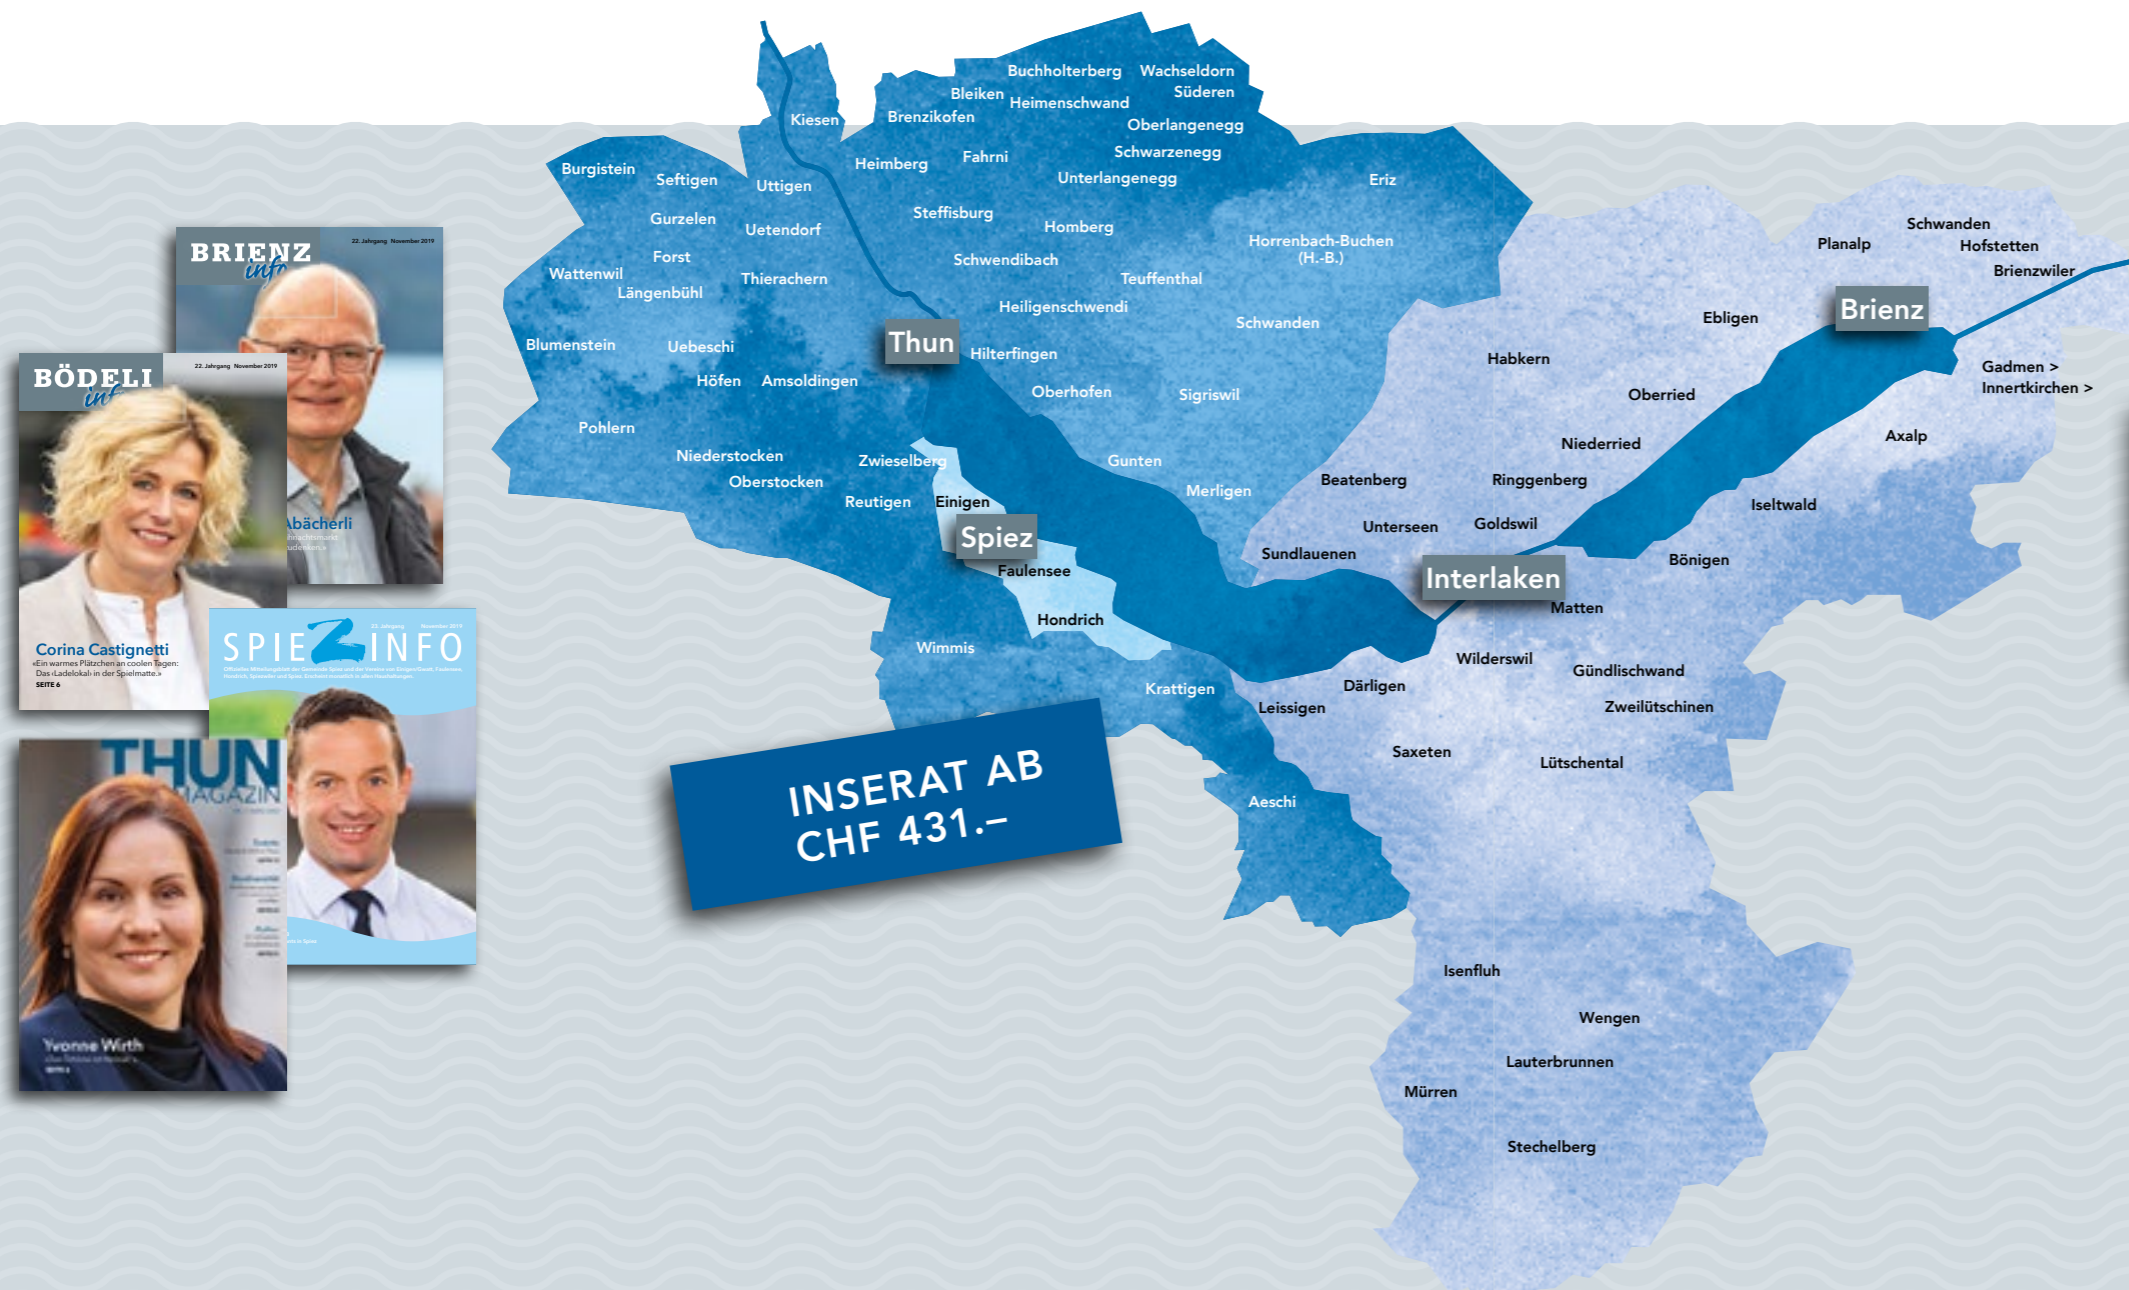 BRIENZ
info
22. Jahrgang November 2019
Abächerli
BÖDELI
info
22. Jahrgang November 2019
Corina Castignetti
«Ein warmes Plätzchen an coolen Tagen:
Das ‹Ladelokal› in der Spielmatte.»
SEITE 6
23. Jahrgang November 2019
SPIEZINFO
THUN
MAGAZIN
Yvonne Wirth
INSERAT AB
CHF 431.–
Buchholterberg
Wachseldorn
Bleiken
Heimenschwand
Süderen
Kiesen
Brenzikofen
Oberlangenegg
Heimberg
Fahrni
Schwarzenegg
Burgistein
Seftigen
Uttigen
Unterlangenegg
Eriz
Gurzelen
Uetendorf
Steffisburg
Homberg
Horrenbach-Buchen
(H.-B.)
Forst
Wattenwil
Thierachern
Schwendibach
Teuffenthal
Längenbühl
Heiligenschwendi
Schwanden
Blumenstein
Uebeschi
Thun
Hilterfingen
Höfen
Amsoldingen
Oberhofen
Sigriswil
Pohlern
Niederstocken
Zwieselberg
Gunten
Oberstocken
Reutigen
Einigen
Merligen
Spiez
Faulensee
Hondrich
Wimmis
Krattigen
Aeschi
Schwanden
Planalp
Hofstetten
Brienzwiler
Brienz
Ebligen
Habkern
Gadmen >
Innertkirchen >
Oberried
Niederried
Axalp
Beatenberg
Ringgenberg
Iseltwald
Unterseen
Goldswil
Sundlauenen
Bönigen
Interlaken
Matten
Wilderswil
Gündlischwand
Därligen
Leissigen
Zweilütschinen
Saxeten
Lütschental
Isenfluh
Wengen
Lauterbrunnen
Mürren
Stechelberg